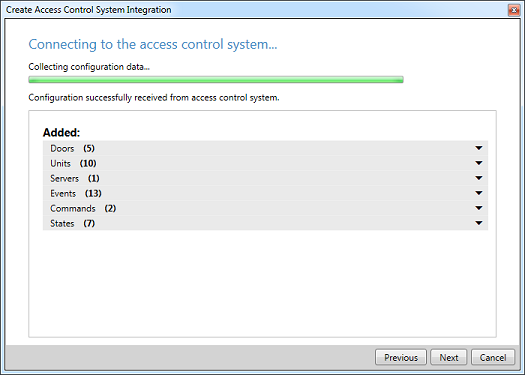 Create Access Control System Integration
Connecting to the access control system...
Collecting configuration data...
Configuration successfully received from access control system.
Added:
Doors (5)
Units (10)
Servers (1)
Events (13)
Commands (2)
States (7)
Previous Next Cancel